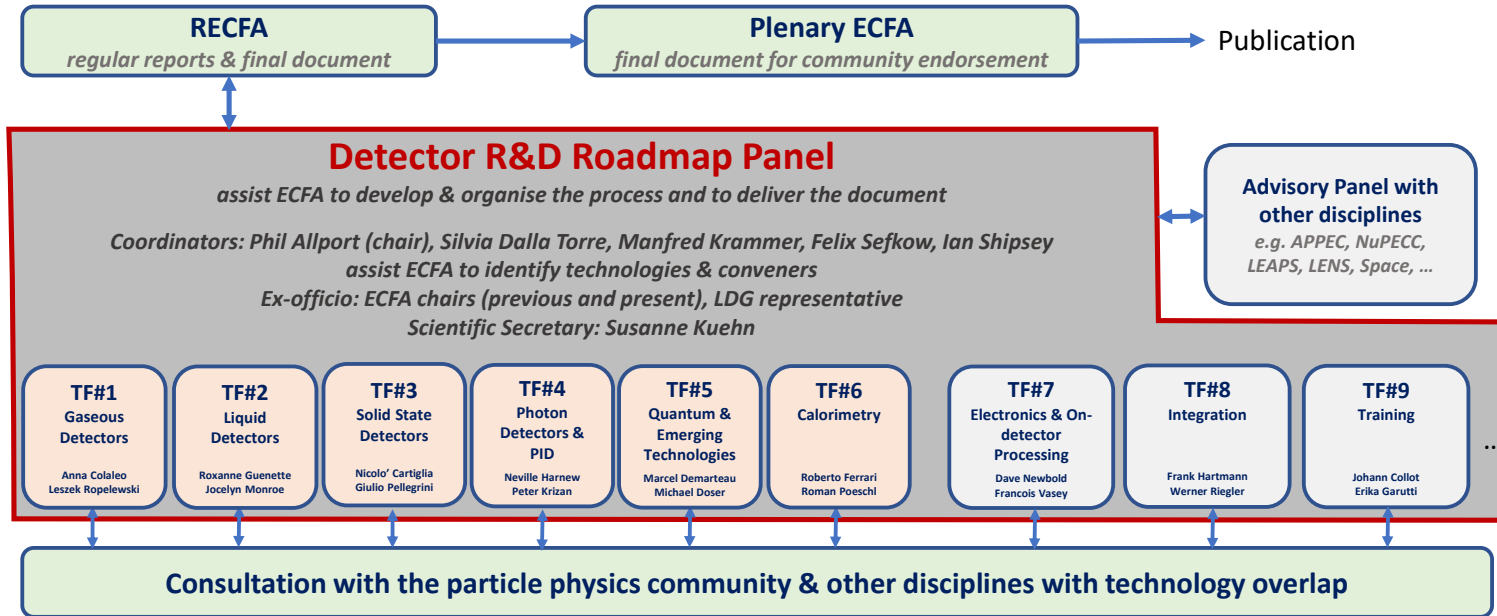 RECFA
regular reports & final document
Plenary ECFA
final document for community endorsement
Publication
Detector R&D Roadmap Panel
assist ECFA to develop & organise the process and to deliver the document
Coordinators: Phil Allport (chair), Silvia Dalla Torre, Manfred Krammer, Felix Sefkow, Ian Shipsey
assist ECFA to identify technologies & conveners
Ex-officio: ECFA chairs (previous and present), LDG representative
Scientific Secretary: Susanne Kuehn
Advisory Panel with
other disciplines
e.g. APPEC, NuPECC,
LEAPS, LENS, Space, …
TF#1
Gaseous
Detectors
Anna Colaleo
Leszek Ropelewski
TF#2
Liquid
Detectors
Roxanne Guenette
Jocelyn Monroe
TF#3
Solid State
Detectors
Nicolo’ Cartiglia
Giulio Pellegrini
TF#4
Photon
Detectors &
PID
Neville Harnew
Peter Krizan
TF#5
Quantum &
Emerging
Technologies
Marcel Demarteau
Michael Doser
TF#6
Calorimetry
Roberto Ferrari
Roman Poeschl
TF#7
Electronics & On-
detector
Processing
Dave Newbold
Francois Vasey
TF#8
Integration
Frank Hartmann
Werner Riegler
TF#9
Training
Johann Collot
Erika Garutti
…
Consultation with the particle physics community & other disciplines with technology overlap